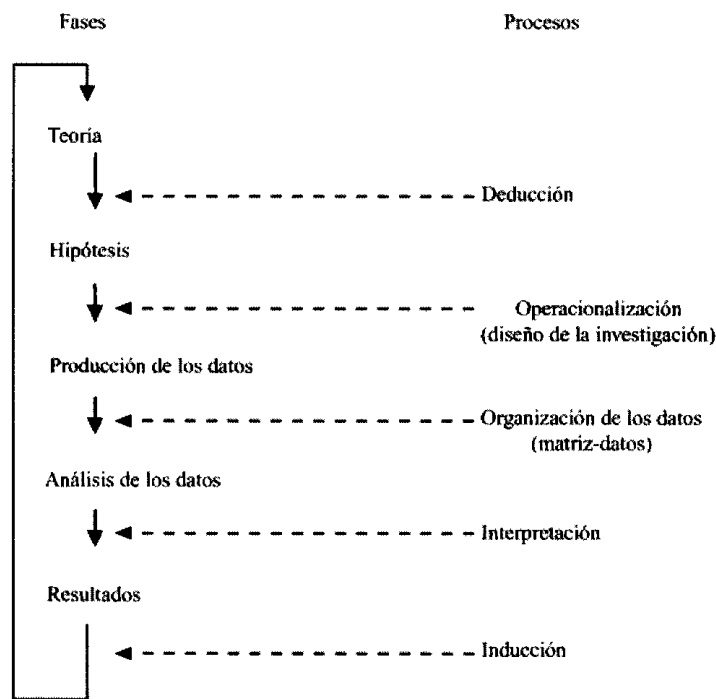 Fases
Procesos
Teoría
Deducción
Hipótesis
Operacionalización
(diseño de la investigación)
Producción de los datos
Organización de los datos
(matriz-datos)
Análisis de los datos
Interpretación
Resultados
Inducción